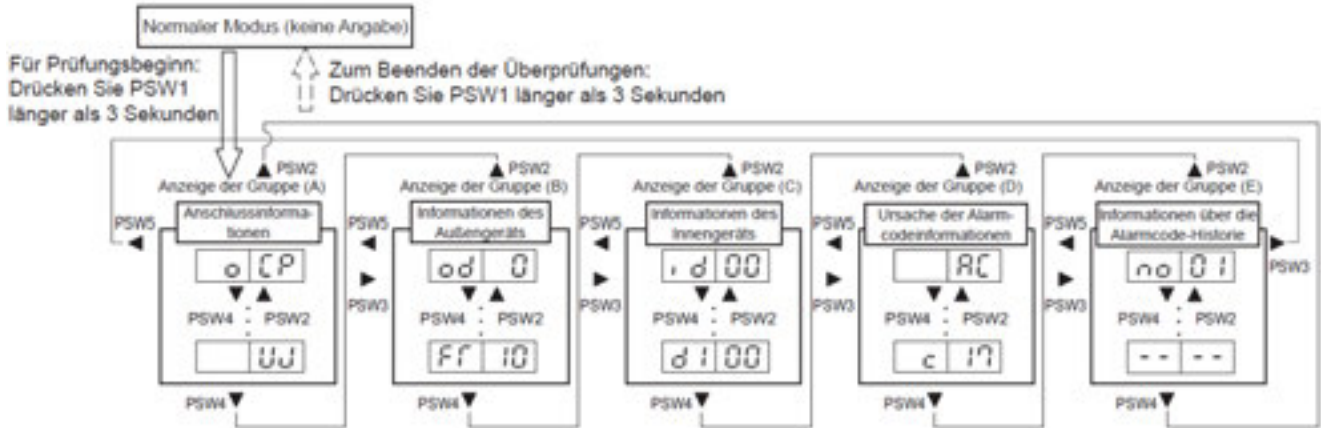 Normaler Modus (keine Angabe)
Für Prüfungsbeginn:
Drücken Sie PSW1
länger als 3 Sekunden
Zum Beenden der Überprüfungen:
Drücken Sie PSW1 länger als 3 Sekunden
PSW2 PSW2 PSW2 PSW2 PSW2
Anzeige der Gruppe (A) Anzeige der Gruppe (B) Anzeige der Gruppe (C) Anzeige der Gruppe (D) Anzeige der Gruppe (E)
PSW5 Anschlussinforma- PSW5 Informationen des PSW5 Informationen des PSW5 Ursache der Alarm- PSW5 Informationen über die
tionen Außengeräts Innengeräts codeinformationen Alarmcode-Historie
o CP od 0 id 00 AC no 01
PSW3 PSW3 PSW3 PSW3 PSW3
PSW4 PSW2 PSW4 PSW2 PSW4 PSW2 PSW4 PSW2 PSW4 PSW2
UJ 10 d1 00 c 17 -- --
PSW4 PSW4 PSW4 PSW4 PSW4